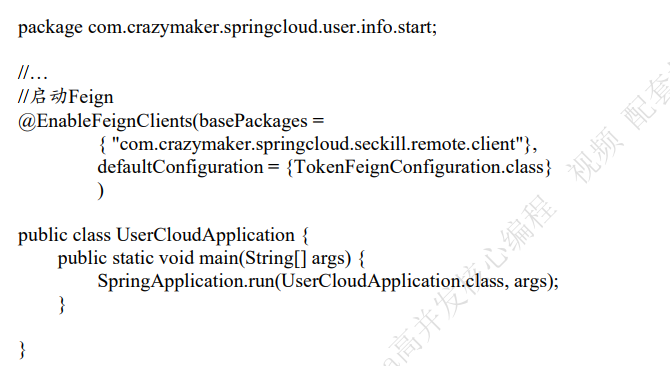 package com.crazymaker.springcloud.user.info.start;
//…
//启动Feign
@EnableFeignClients(basePackages =
{ "com.crazymaker.springcloud.seckill.remote.client"},
defaultConfiguration = {TokenFeignConfiguration.class}
)
public class UserCloudApplication {
public static void main(String[] args) {
SpringApplication.run(UserCloudApplication.class, args);
}
}
高并发核心编程 视频 配套